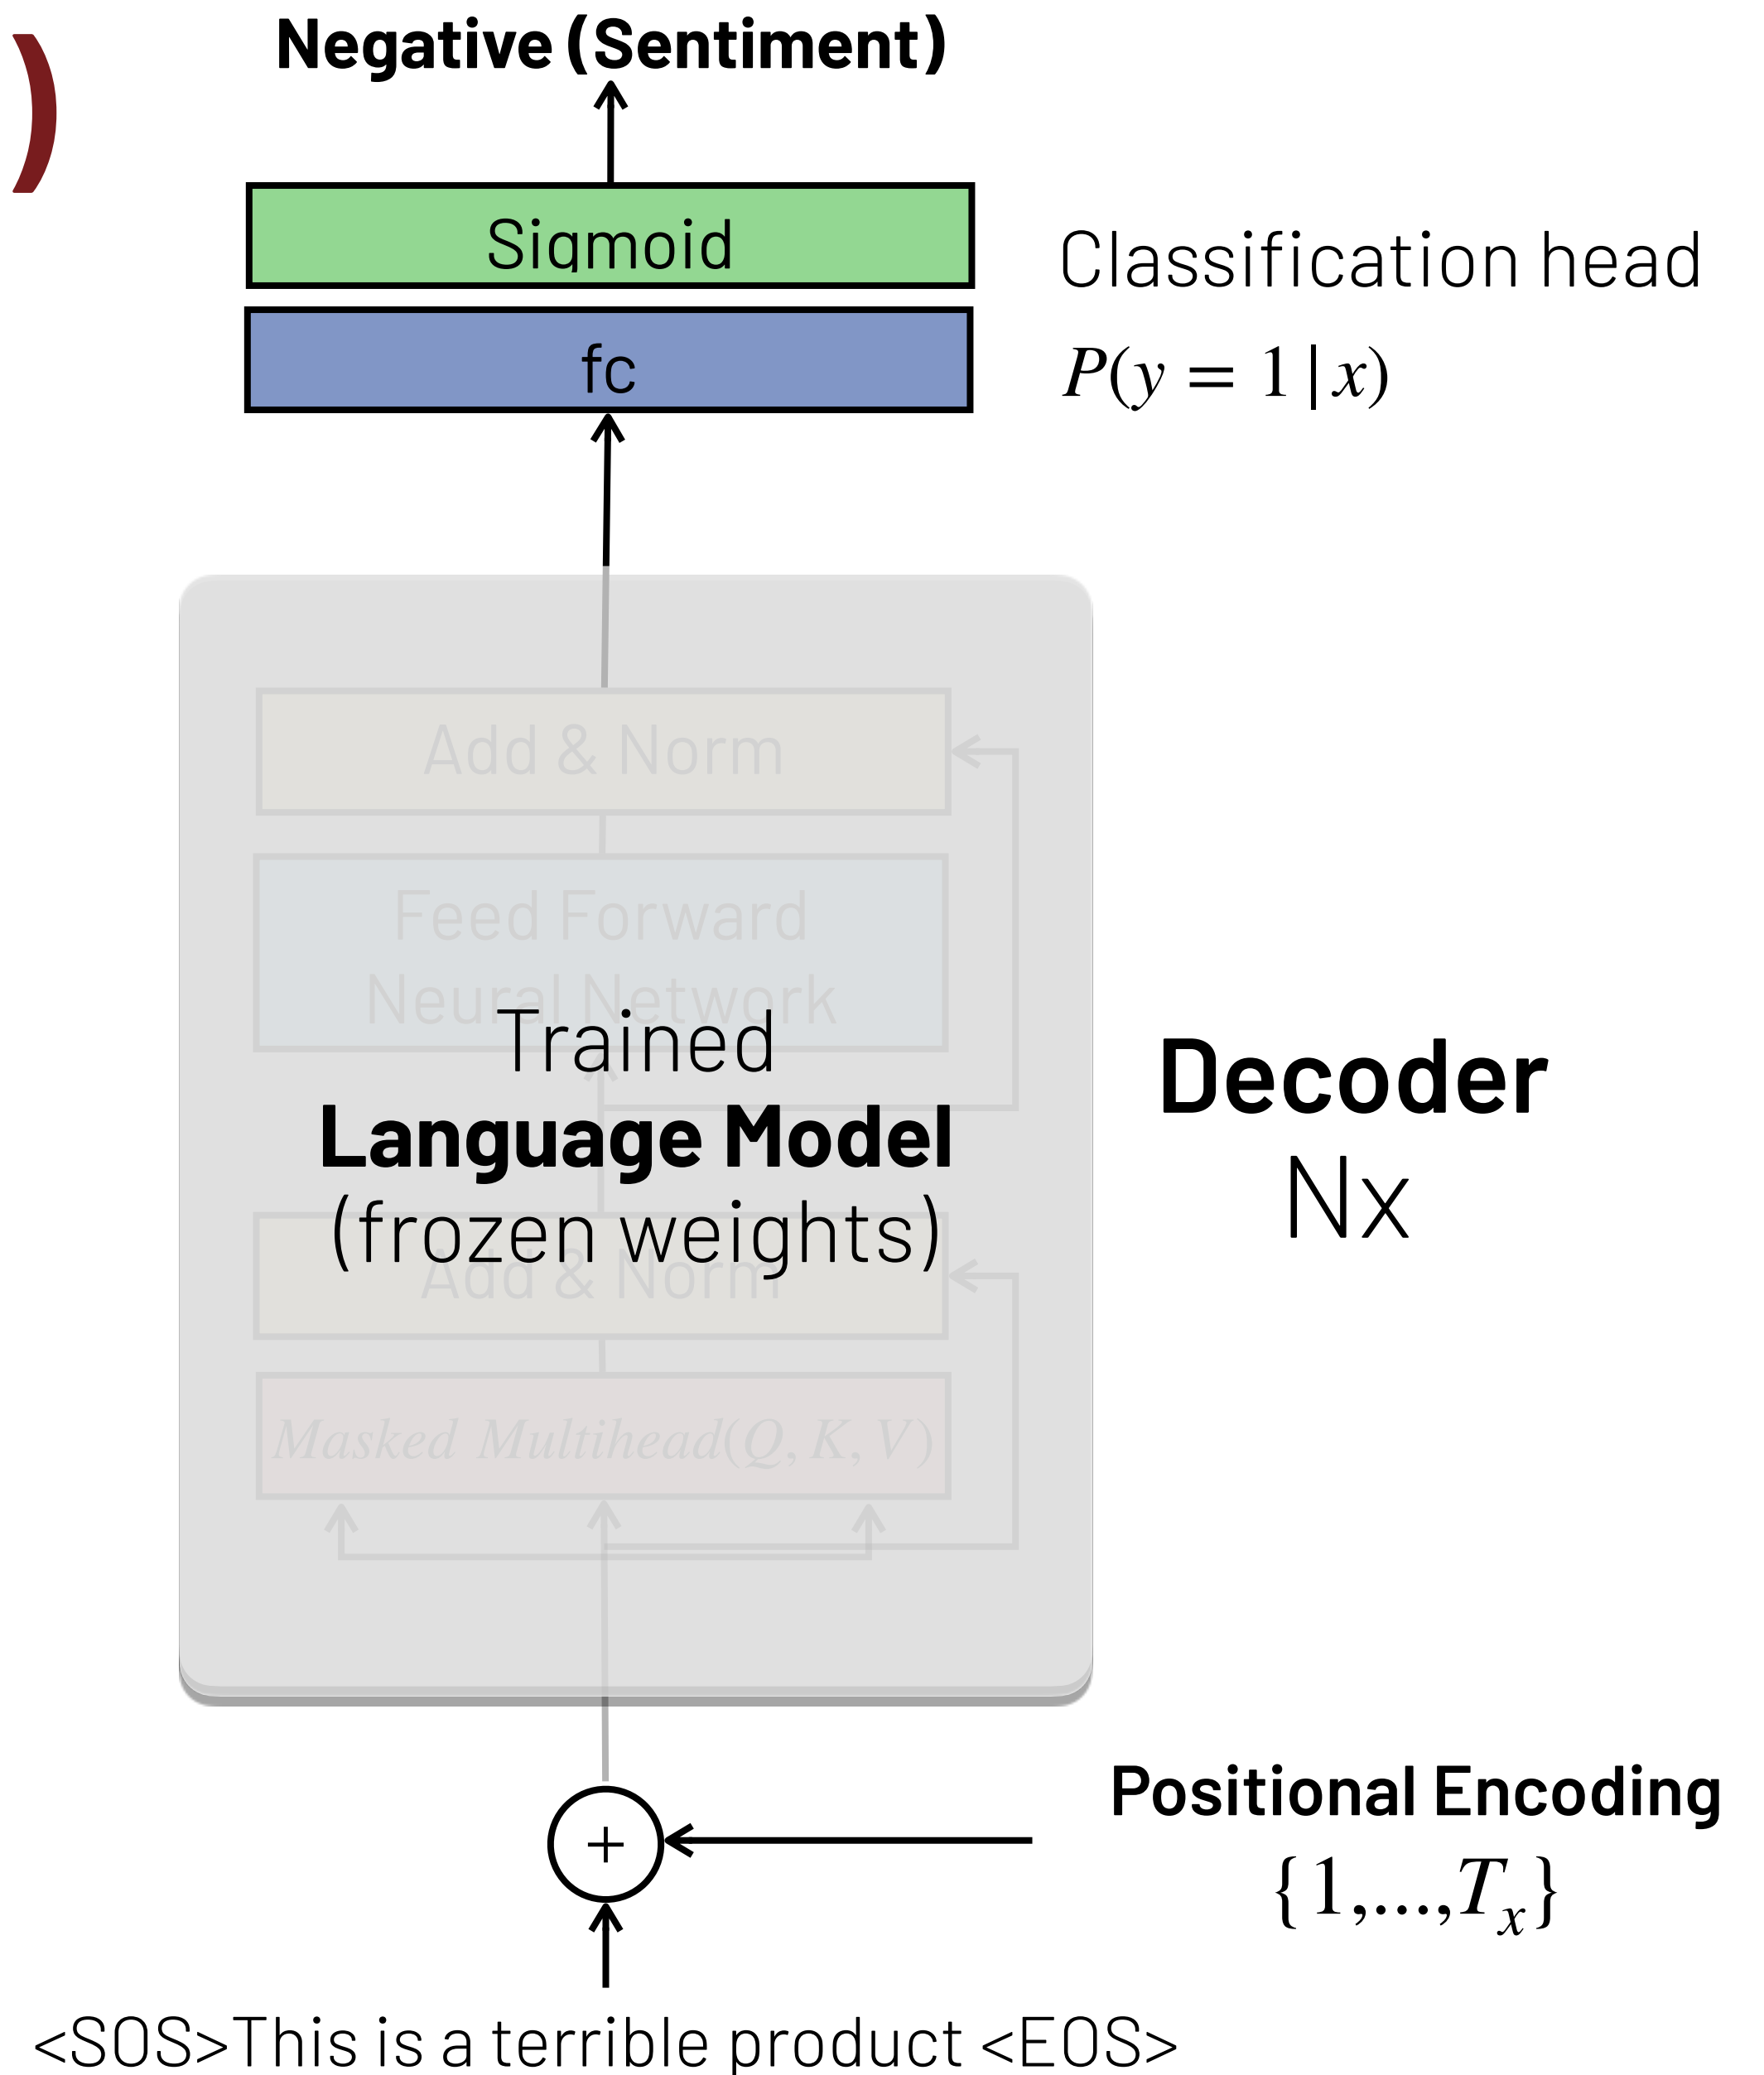 )
Negative (Sentiment)
Sigmoid
Classification head
fc
P(y = 1 | x)
Add & Norm
Feed Forward
Neural Network
Trained
Language Model
(frozen weights)
Decoder
Nx
Add & Norm
Masked Multihead(Q, K, V)
Positional Encoding
+
{1,...,Tₓ}
<SOS>This is a terrible product <EOS>